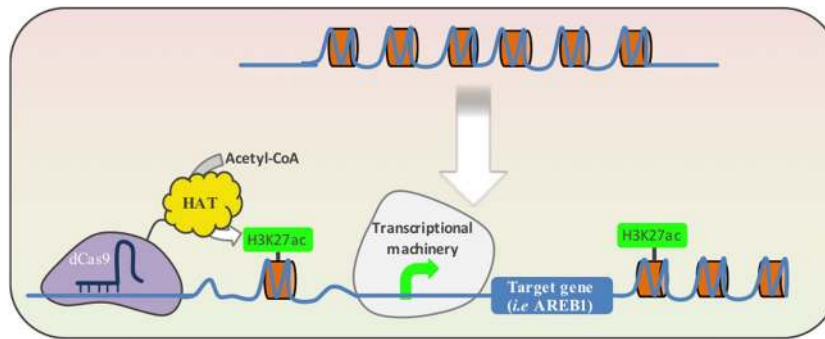 Acetyl-CoA
HAT
H3K27ac
dCas9
Transcriptional
machinery
H3K27ac
Target gene
(i.e AREB1)